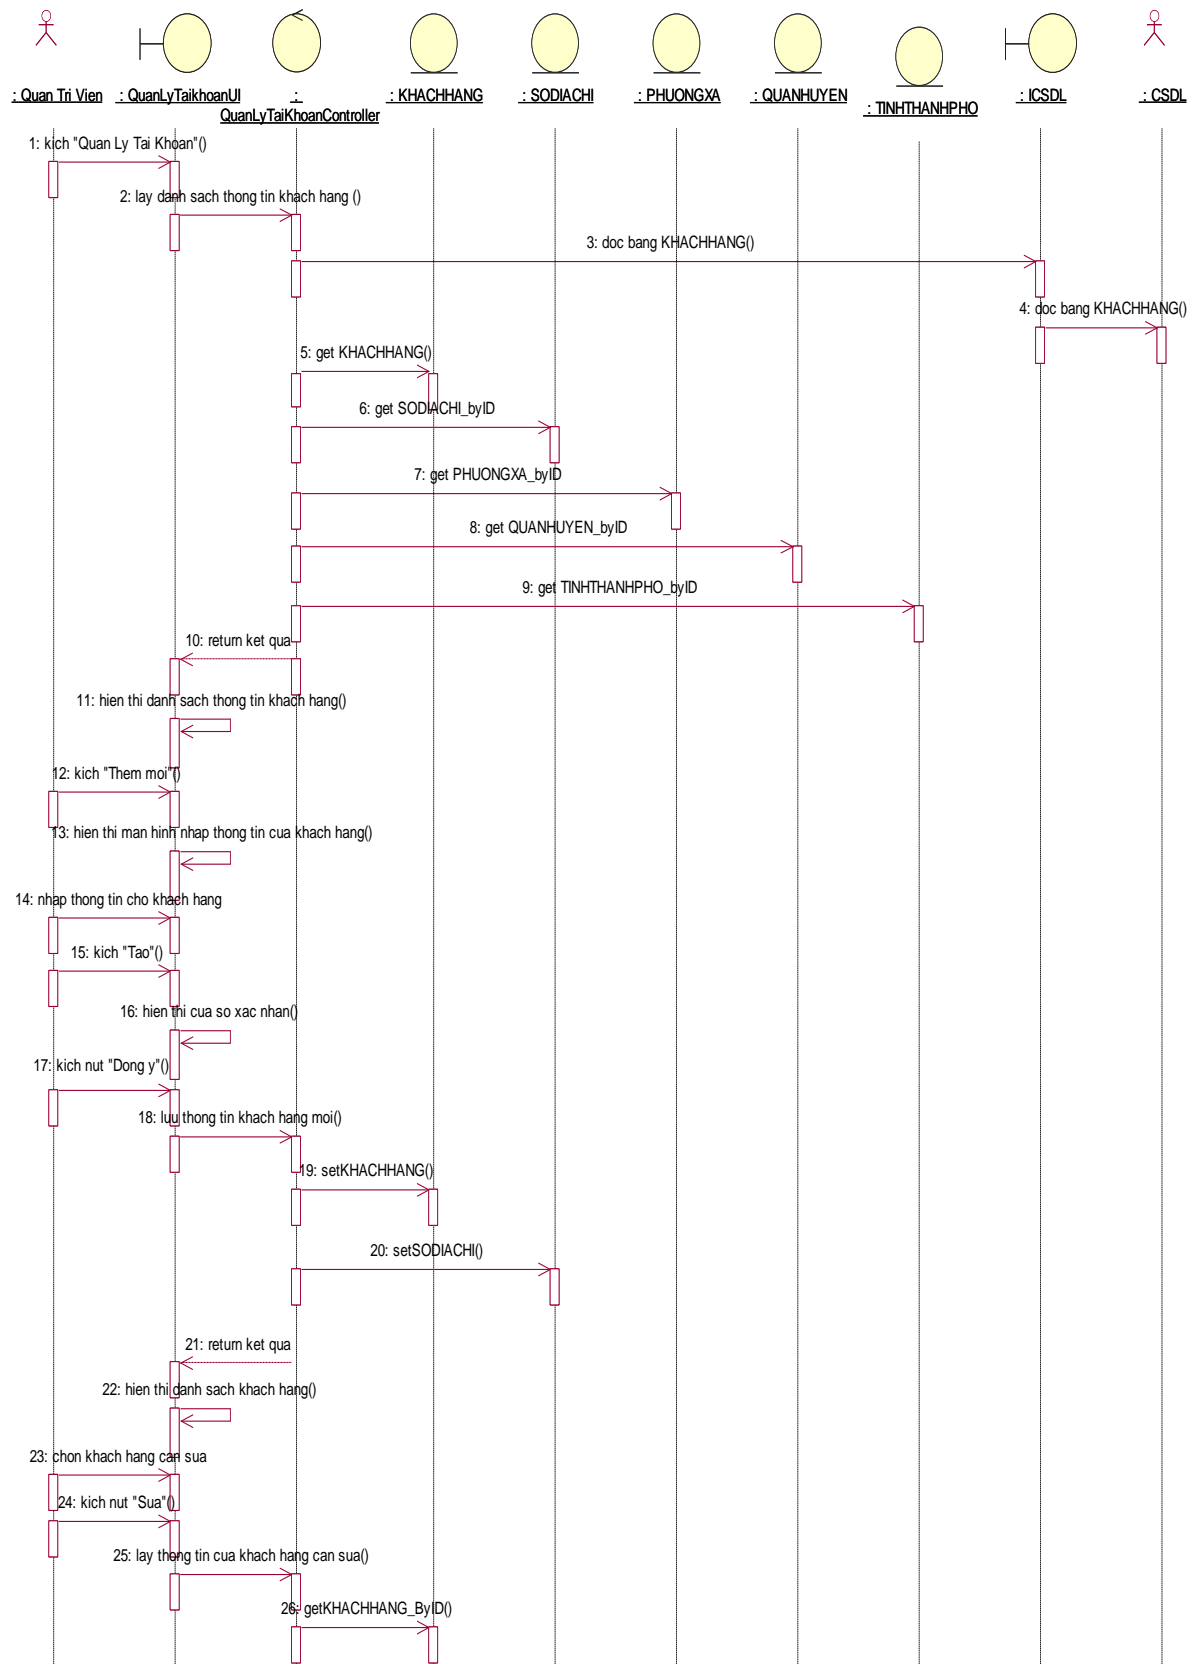 : Quan Tri Vien
: QuanLyTaikhoanUI
:
QuanLyTaiKhoanController
: KHACHHANG
: SODIACHI
: PHUONGXA
: QUANHUYEN
: TINHTHANHPHO
: ICSDL
: CSDL
1: kich "Quan Ly Tai Khoan"()
2: lay danh sach thong tin khach hang ()
3: doc bang KHACHHANG()
4: doc bang KHACHHANG()
5: get KHACHHANG()
6: get SODIACHI_byID
7: get PHUONGXA_byID
8: get QUANHUYEN_byID
9: get TINHTHANHPHO_byID
10: return ket qua
11: hien thi danh sach thong tin khach hang()
12: kich "Them moi"()
13: hien thi man hinh nhap thong tin cua khach hang()
14: nhap thong tin cho khach hang
15: kich "Tao"()
16: hien thi cua so xac nhan()
17: kich nut "Dong y"()
18: luu thong tin khach hang moi()
19: setKHACHHANG()
20: setSODIACHI()
21: return ket qua
22: hien thi danh sach khach hang()
23: chon khach hang can sua
24: kich nut "Sua"()
25: lay thong tin cua khach hang can sua()
26: getKHACHHANG_ByID()